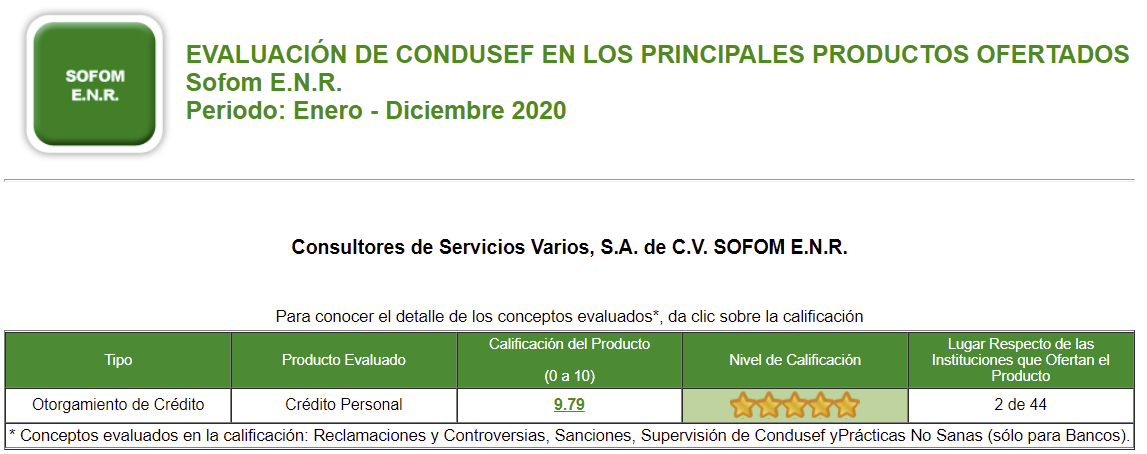 SOFOM
E.N.R.
EVALUACIÓN DE CONDUSEF EN LOS PRINCIPALES PRODUCTOS OFERTADOS
Sofom E.N.R.
Periodo: Enero - Diciembre 2020
Consultores de Servicios Varios, S.A. de C.V. SOFOM E.N.R.
Para conocer el detalle de los conceptos evaluados*, da clic sobre la calificación
Tipo
Producto Evaluado
Calificación del Producto
(0 a 10)
Nivel de Calificación
Lugar Respecto de las
Instituciones que Ofertan el
Producto
Otorgamiento de Crédito
Crédito Personal
9.79
2 de 44
* Conceptos evaluados en la calificación: Reclamaciones y Controversias, Sanciones, Supervisión de Condusef yPrácticas No Sanas (sólo para Bancos).